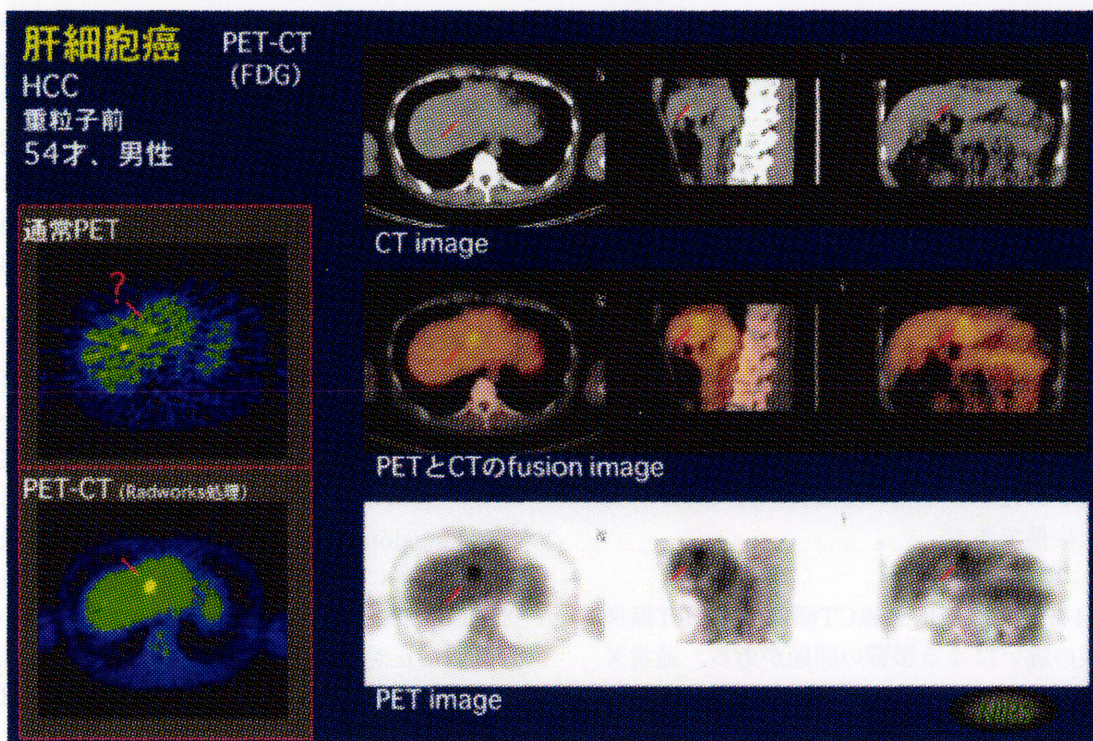 肝細胞癌
PET-CT
(FDG)
HCC
重粒子前
54才、男性
通常PET
?
PET-CT (Radworks処理)
CT image
PETとCTのfusion image
PET image